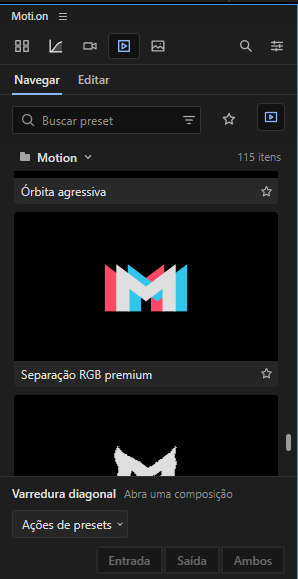 Moti.on
Navegar
Editar
Buscar preset
Motion
115 itens
Órbita agressiva
Separação RGB premium
Varredura diagonal
Abra uma composição
Ações de presets
Entrada
Saída
Ambos